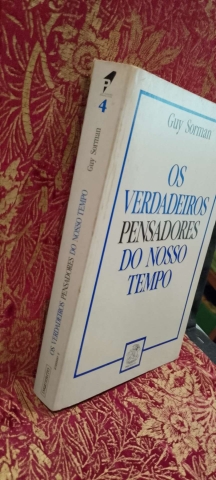 4
Guy Sorman
OS VERDADEIROS PENSADORES DO NOSSO TEMPO
Guy Sorman
OS
VERDADEIROS
PENSADORES
DO NOSSO
TEMPO